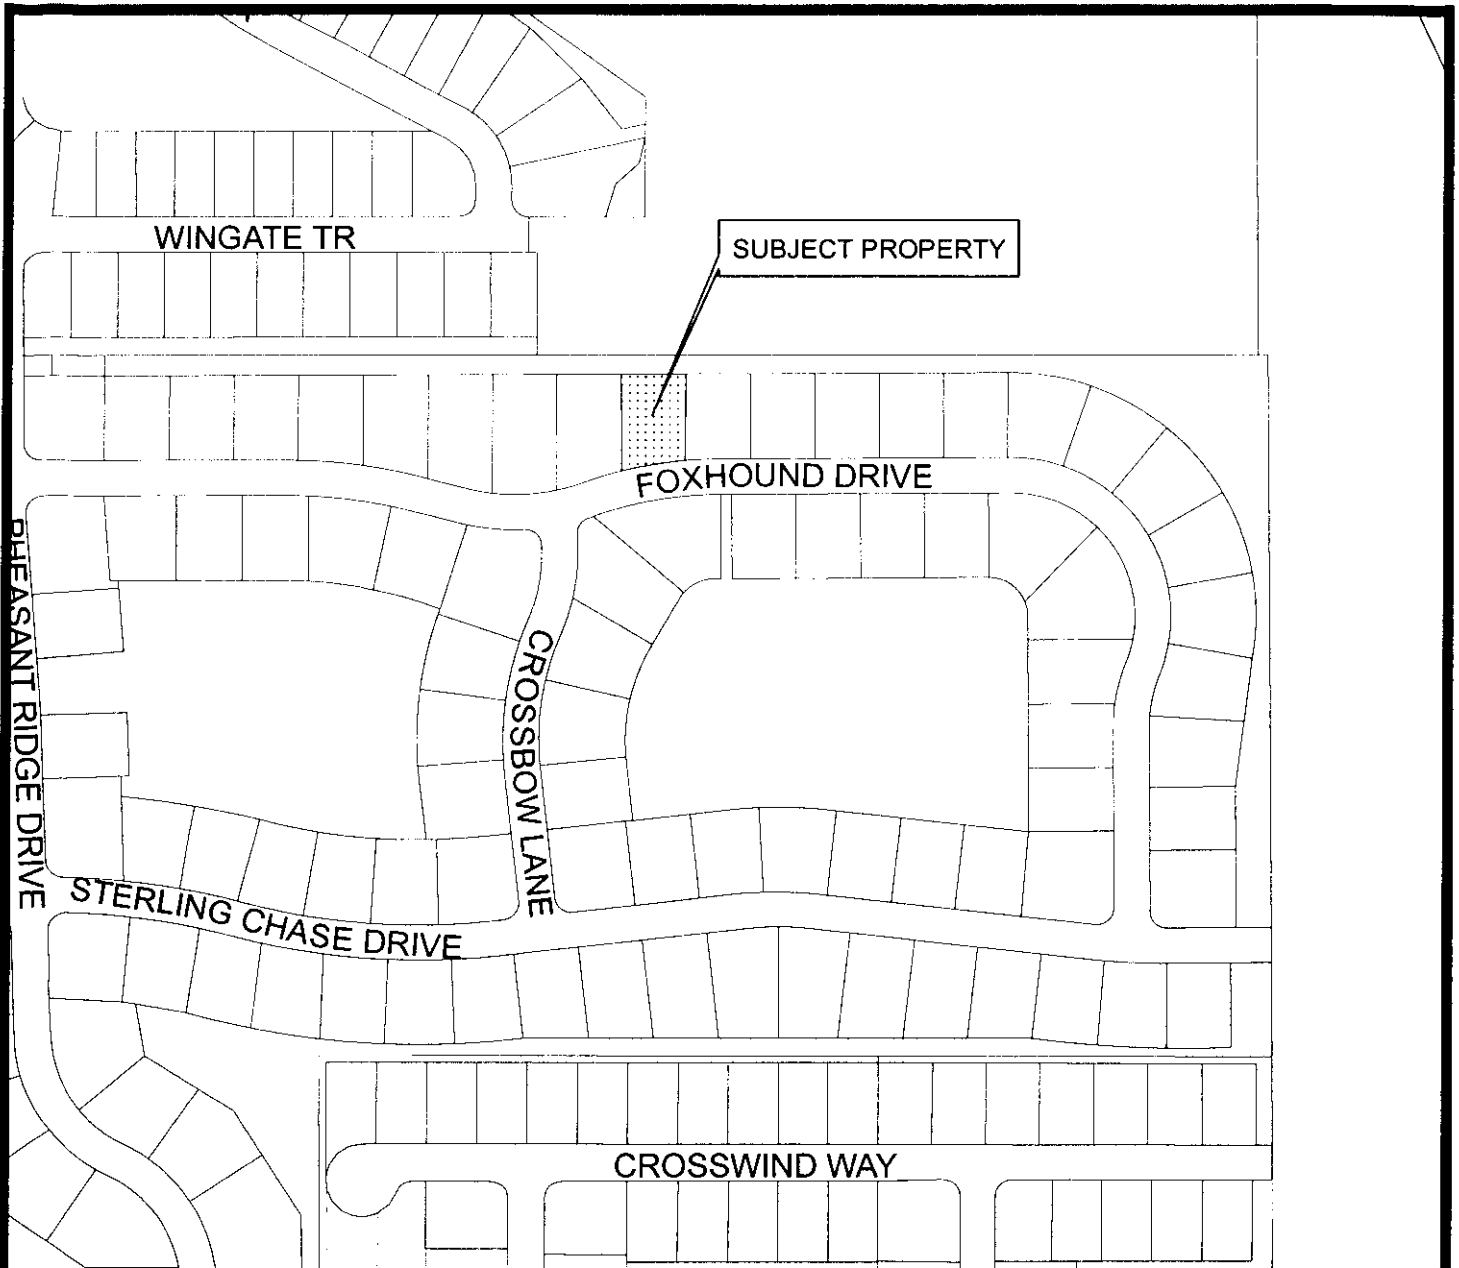 WINGATE TR
SUBJECT PROPERTY
FOXHOUND DRIVE
PHEASANT RIDGE DRIVE
CROSSBOW LANE
STERLING CHASE DRIVE
CROSSWIND WAY